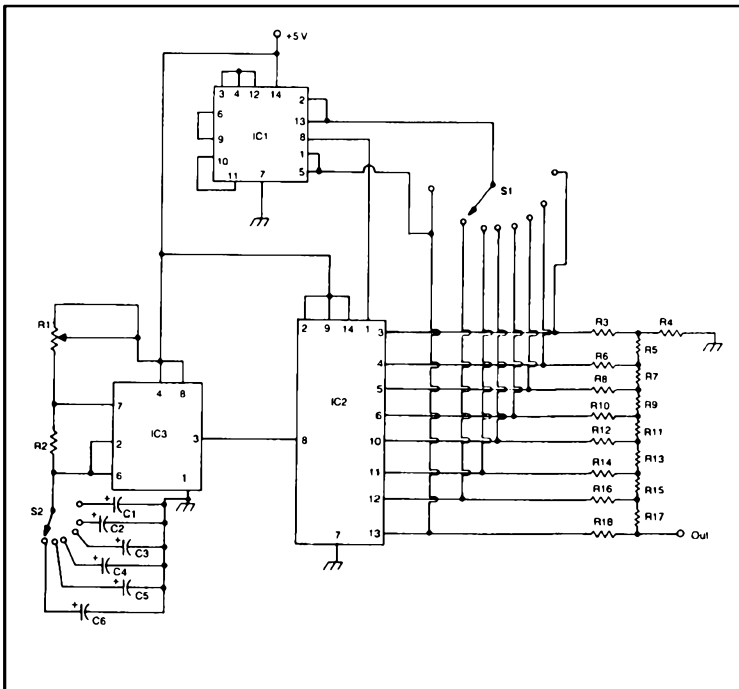 +5 V
3 4 12 14
2
6
13
IC1
8
9
1
10
5
11 7
S1
2 9 14 1
3
R3 R4
R5
R1
4
R6
R7
4 8
5
R8
R9
7
6
R10
IC2
R11
IC3
10
R12
R2
2
3
8
R13
11
R14
6
1
R15
12
R16
S2
C1
R17
C2
7
13
R18
Out
C3
C4
C5
C6
+
+
+
+
+
+